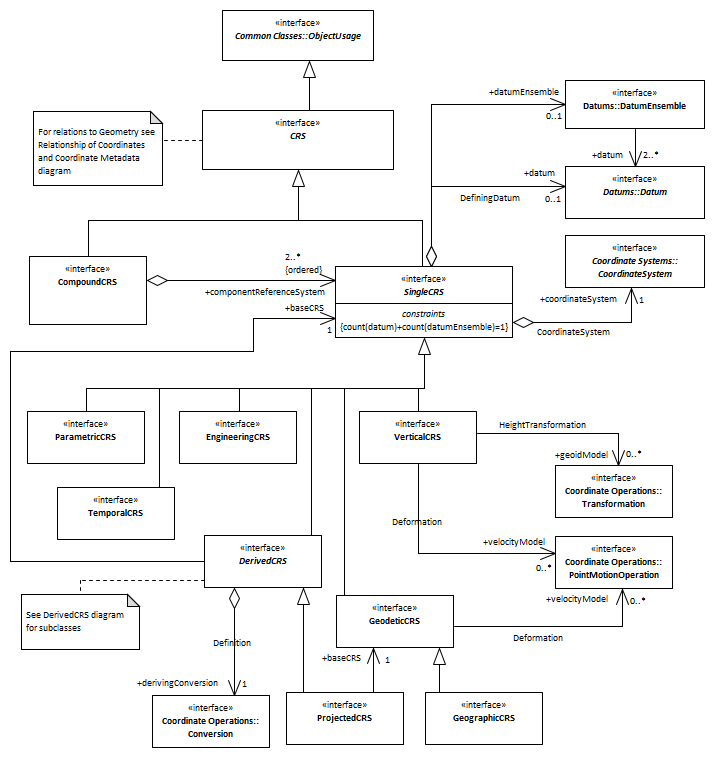 «interface»
Common Classes::ObjectUsage
«interface»
CRS
For relations to Geometry see
Relationship of Coordinates
and Coordinate Metadata
diagram
+datumEnsemble
0..1
«interface»
Datums::DatumEnsemble
+datum
2..*
+datum
DefiningDatum
0..1
«interface»
Datums::Datum
«interface»
CompoundCRS
2..*
{ordered}
+componentReferenceSystem
+baseCRS
1
«interface»
SingleCRS
constraints
{count(datum)+count(datumEnsemble)=1}
«interface»
Coordinate Systems::
CoordinateSystem
+coordinateSystem
1
CoordinateSystem
«interface»
ParametricCRS
«interface»
EngineeringCRS
«interface»
VerticalCRS
HeightTransformation
+geoidModel
0..*
«interface»
Coordinate Operations::
Transformation
«interface»
TemporalCRS
Deformation
+velocityModel
0..*
«interface»
Coordinate Operations::
PointMotionOperation
«interface»
DerivedCRS
See DerivedCRS diagram
for subclasses
+velocityModel
0..*
«interface»
GeodeticCRS
Deformation
Definition
+derivingConversion
1
+baseCRS
1
«interface»
Coordinate Operations::
Conversion
«interface»
ProjectedCRS
«interface»
GeographicCRS